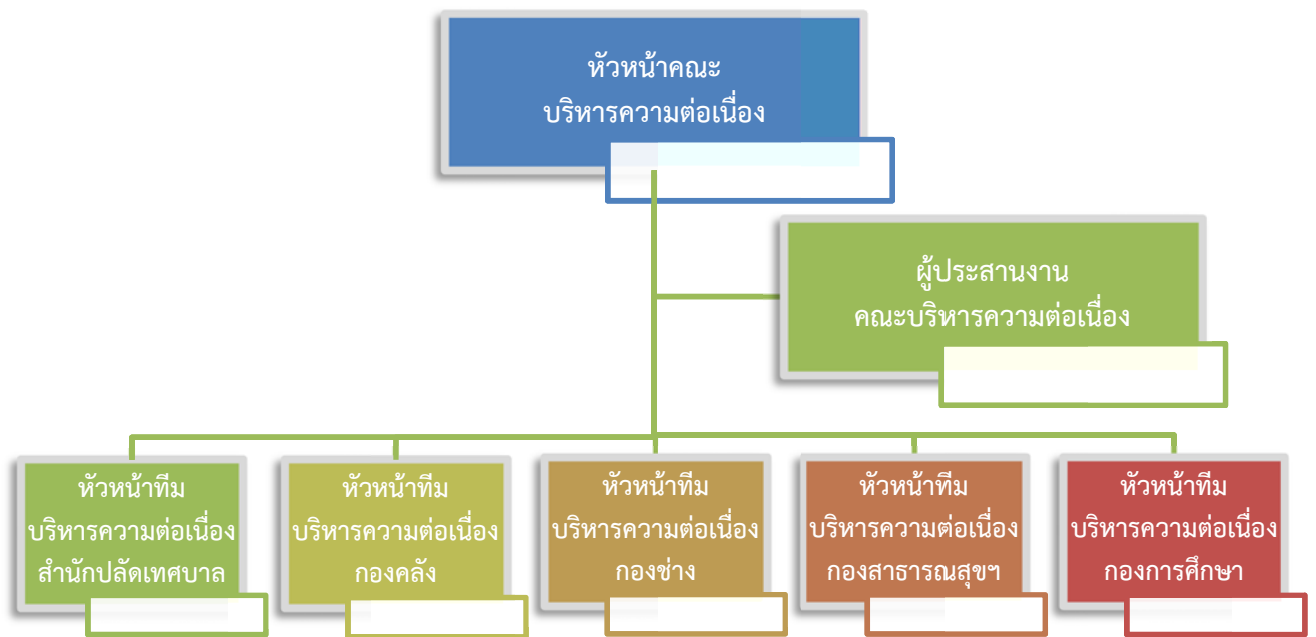 หัวหน้าคณะ
บริหารความต่อเนื่อง
ผู้ประสานงาน
คณะบริหารความต่อเนื่อง
หัวหน้าทีม
บริหารความต่อเนื่อง
สำนักปลัดเทศบาล
หัวหน้าทีม
บริหารความต่อเนื่อง
กองคลัง
หัวหน้าทีม
บริหารความต่อเนื่อง
กองช่าง
หัวหน้าทีม
บริหารความต่อเนื่อง
กองสาธารณสุขฯ
หัวหน้าทีม
บริหารความต่อเนื่อง
กองการศึกษา